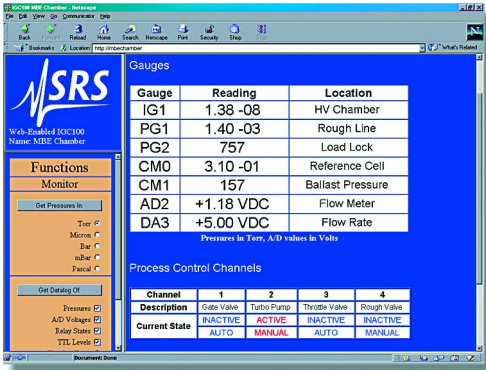 IGC100 MBE Chamber - Netscape
File Edit View Go Communicator Help
Back Forward Reload Home Search Netscape Print Security Shop Stop
Bookmarks Location: http://mbechamber What's Related
SRS
Web-Enabled IGC100
Name: MBE Chamber
Functions
Monitor
Get Pressures In:
Torr
Micron
Bar
mBar
Pascal
Get Datalog Of:
Pressures
A/D Voltages
Relay States
TTL Levels
Gauges
Gauge Reading Location
IG1 1.38 -08 HV Chamber
PG1 1.40 -03 Rough Line
PG2 757 Load Lock
CM0 3.10 -01 Reference Cell
CM1 157 Ballast Pressure
AD2 +1.18 VDC Flow Meter
DA3 +5.00 VDC Flow Rate
Pressures in Torr, A/D values in Volts
Process Control Channels
Channel 1 2 3 4
Description Gate Valve Turbo Pump Throttle Valve Rough Valve
Current State INACTIVE ACTIVE INACTIVE INACTIVE
AUTO MANUAL AUTO MANUAL
Document: Done